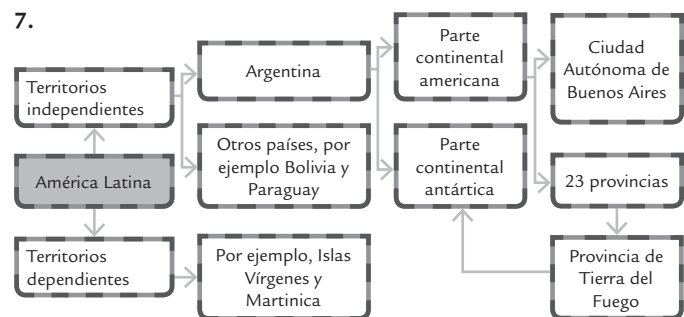 7.
Territorios
independientes
América Latina
Territorios
dependientes
Argentina
Otros países, por
ejemplo Bolivia y
Paraguay
Por ejemplo, Islas
Vírgenes y
Martinica
Parte
continental
americana
Parte
continental
antártica
Ciudad
Autónoma de
Buenos Aires
23 provincias
Provincia de
Tierra del
Fuego